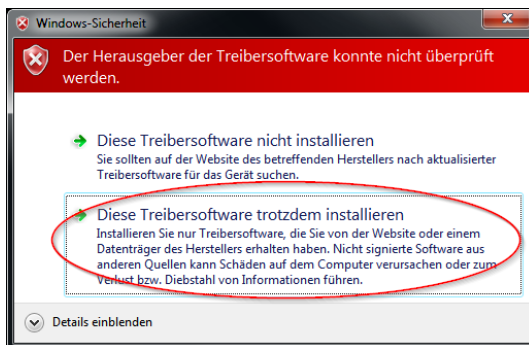 Windows-Sicherheit
Der Herausgeber der Treibersoftware konnte nicht überprüft
werden.
Diese Treibersoftware nicht installieren
Sie sollten auf der Website des betreffenden Herstellers nach aktualisierter
Treibersoftware für das Gerät suchen.
Diese Treibersoftware trotzdem installieren
Installieren Sie nur Treibersoftware, die Sie von der Website oder einem
Datenträger des Herstellers erhalten haben. Nicht signierte Software aus
anderen Quellen kann Schäden auf dem Computer verursachen oder zum
Verlust bzw. Diebstahl von Informationen führen.
Details einblenden